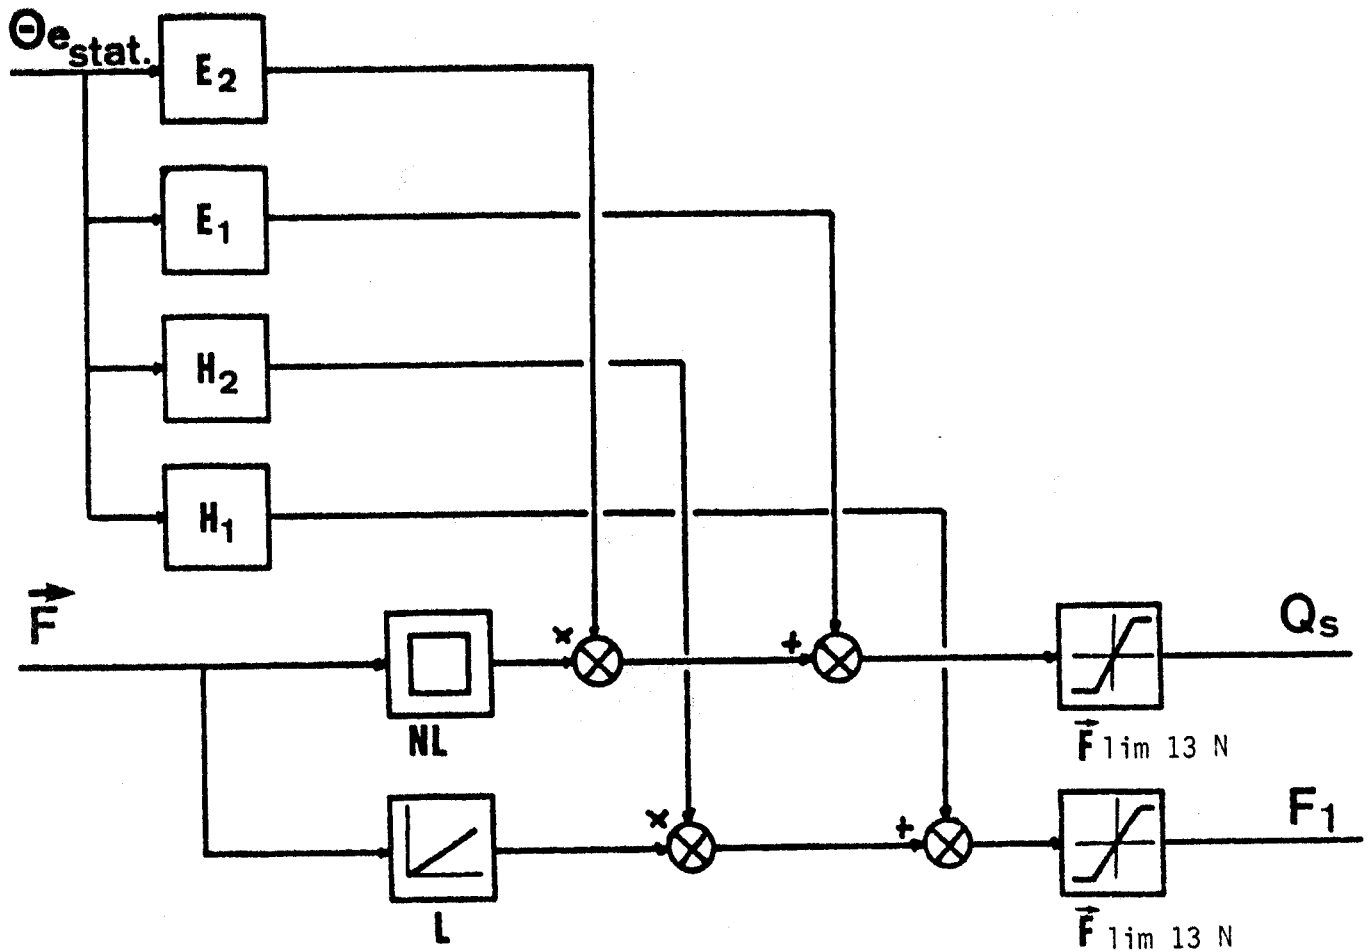 Θe stat.
E2
E1
H2
H1
F
NL
L
×
+
×
+
Qs
F lim 13 N
F1
F lim 13 N